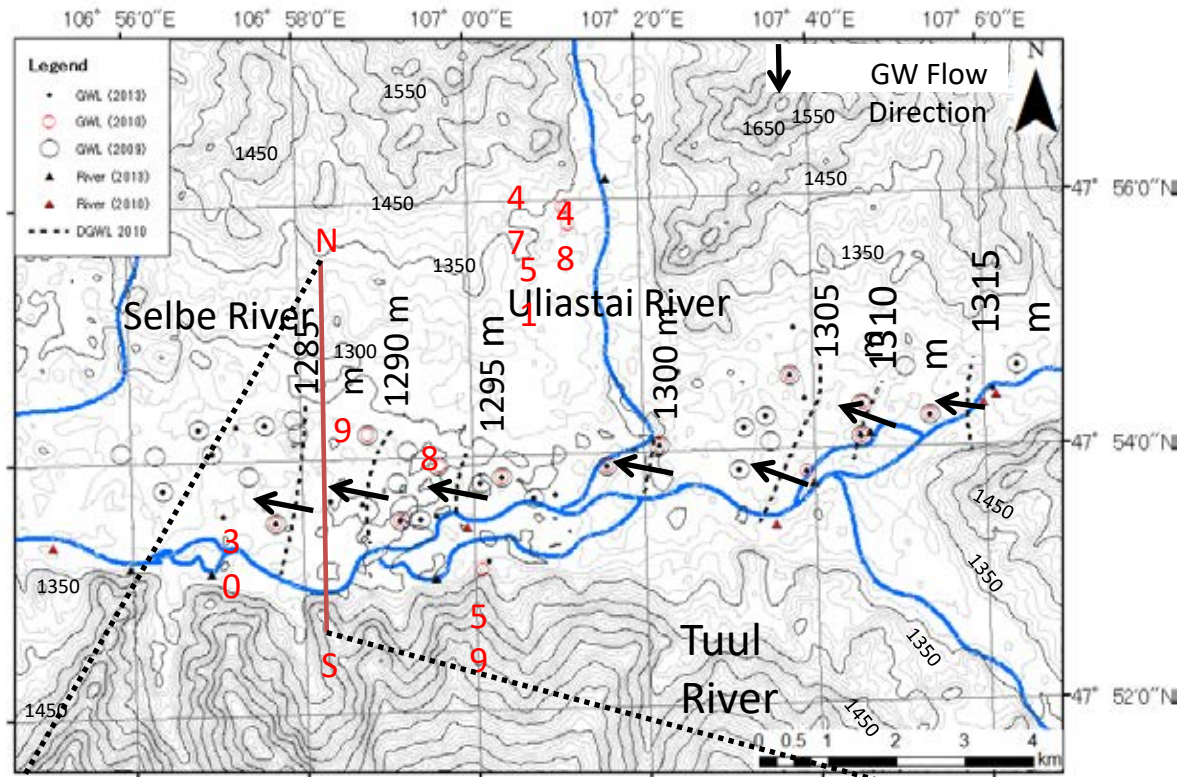 106° 56'0"E
106° 58'0"E
107° 0'0"E
107° 2'0"E
107° 4'0"E
107° 6'0"E
Legend
GWL (2013)
GWL (2010)
GWL (2009)
River (2013)
River (2010)
DGWL 2010
GW Flow
Direction
N
1550
1450
1450
1350
1650
1550
1450
1350
47° 56'0"N
4
7
4
8
5
1
N
Selbe River
Uliastai River
1285
m
1300
1290 m
1295 m
1300 m
1305
m
1310
m
1315
m
9
8
47° 54'0"N
3
0
5
9
1350
1450
1350
1350
1450
S
Tuul
River
1450
47° 52'0"N
0 0.5 1 2 3 4
km